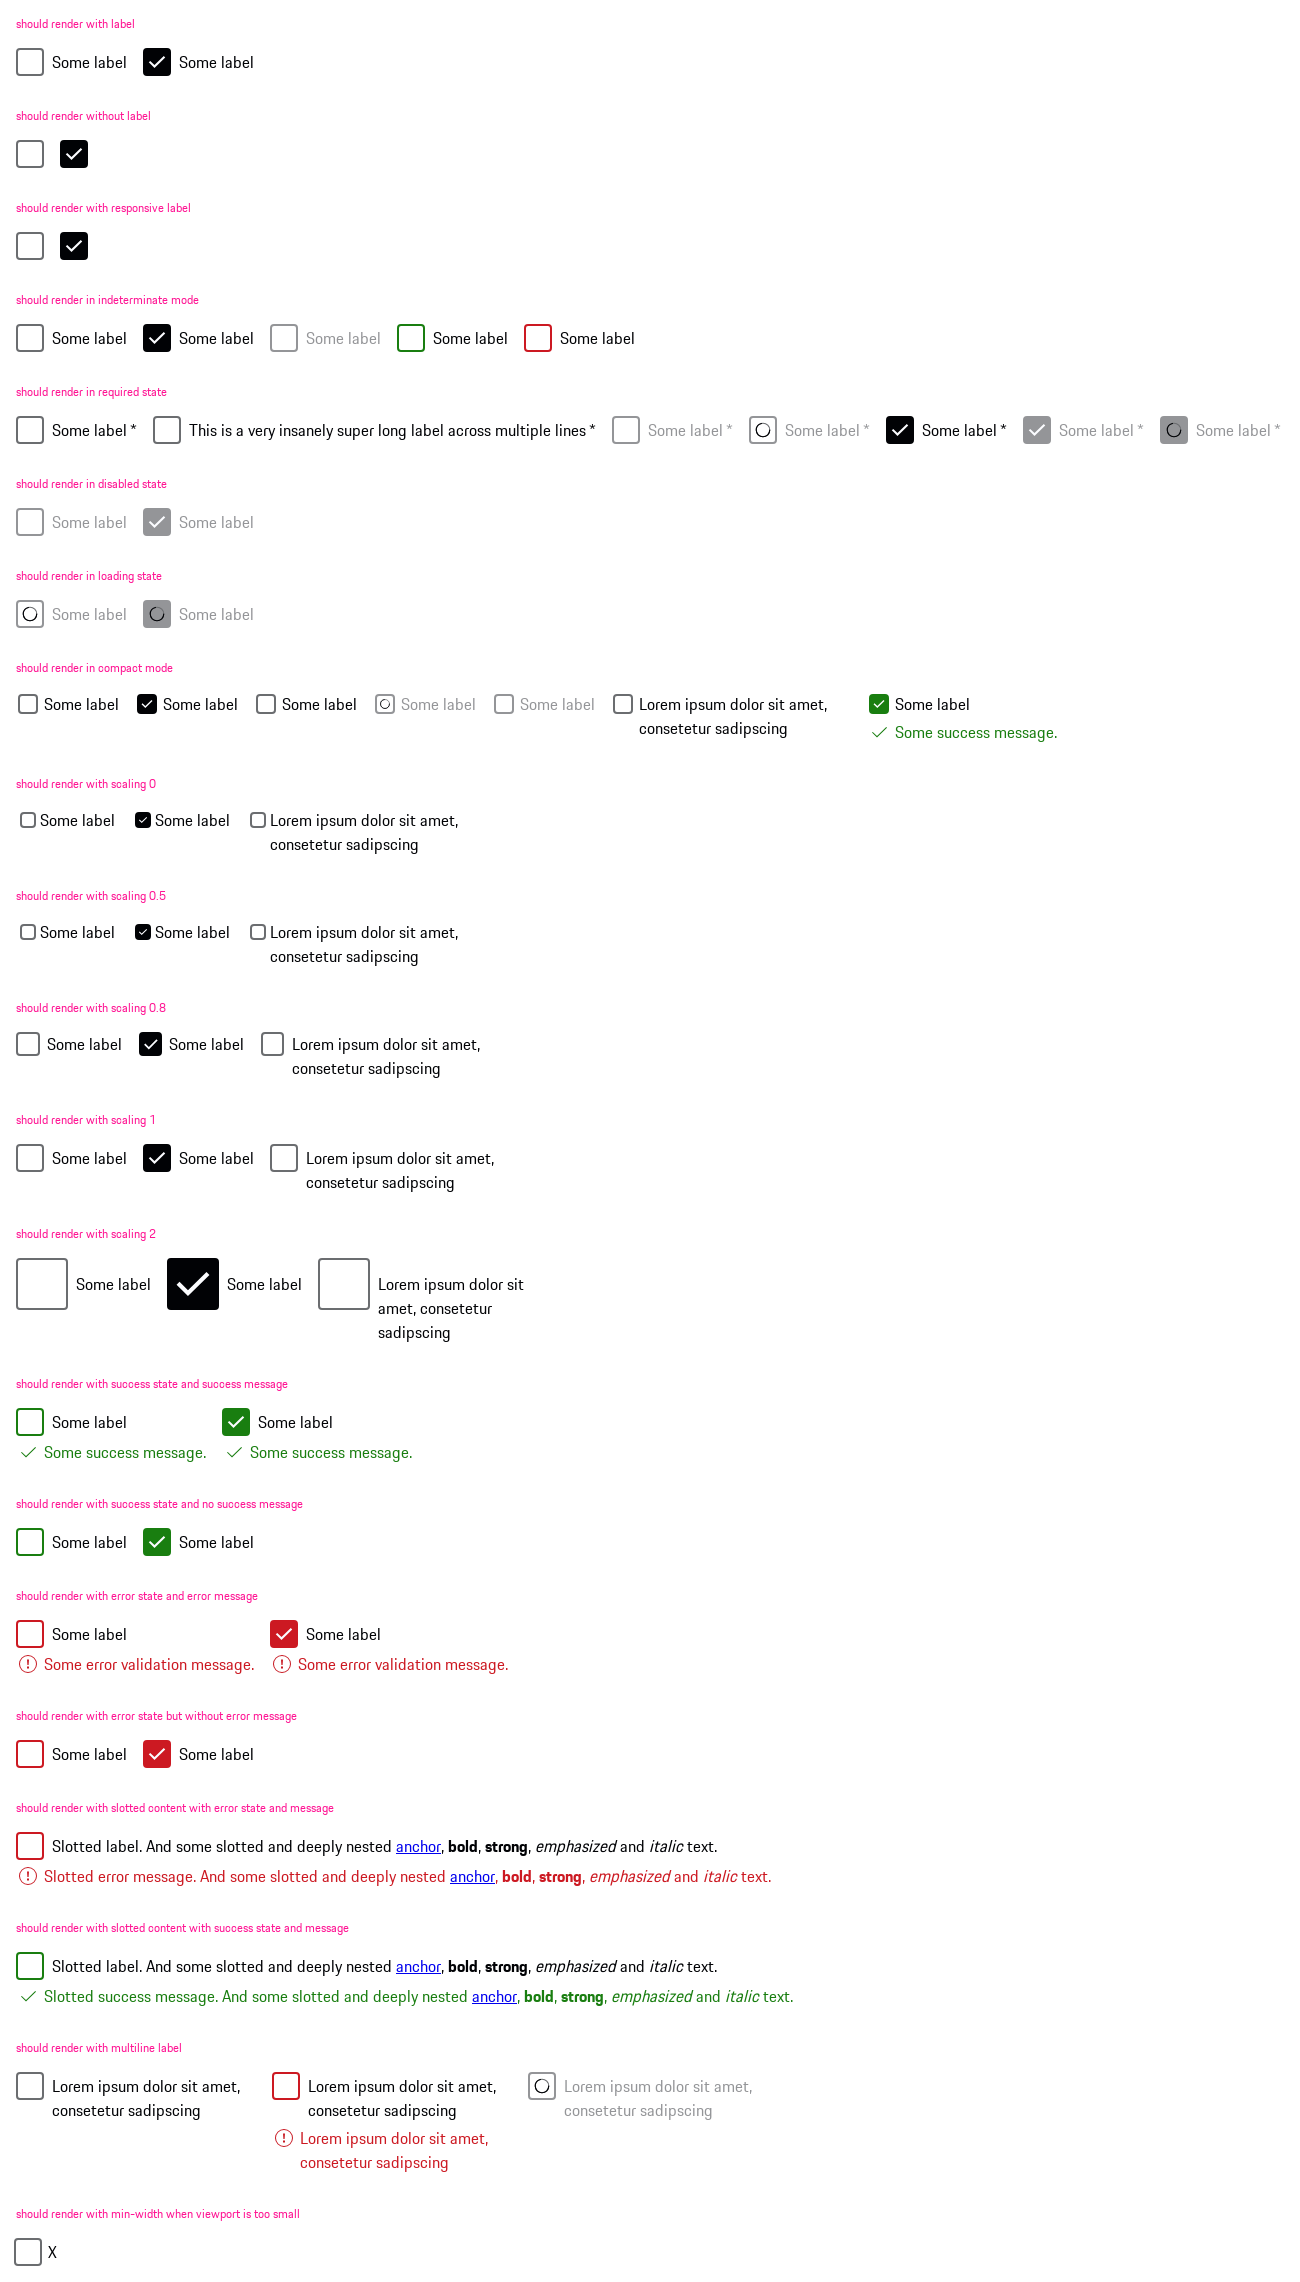 should render with label
Some label Some label
should render without label
should render with responsive label
should render in indeterminate mode
Some label Some label Some label Some label Some label
should render in required state
Some label * This is a very insanely super long label across multiple lines * Some label * Some label * Some label * Some label * Some label *
should render in disabled state
Some label Some label
should render in loading state
Some label Some label
should render in compact mode
Some label Some label Some label Some label Some label Lorem ipsum dolor sit amet, Some label
consetetur sadipscing Some success message.
should render with scaling 0
Some label Some label Lorem ipsum dolor sit amet,
consetetur sadipscing
should render with scaling 0.5
Some label Some label Lorem ipsum dolor sit amet,
consetetur sadipscing
should render with scaling 0.8
Some label Some label Lorem ipsum dolor sit amet,
consetetur sadipscing
should render with scaling 1
Some label Some label Lorem ipsum dolor sit amet,
consetetur sadipscing
should render with scaling 2
Some label Some label Lorem ipsum dolor sit
amet, consetetur
sadipscing
should render with success state and success message
Some label Some label
Some success message. Some success message.
should render with success state and no success message
Some label Some label
should render with error state and error message
Some label Some label
Some error validation message. Some error validation message.
should render with error state but without error message
Some label Some label
should render with slotted content with error state and message
Slotted label. And some slotted and deeply nested anchor, bold, strong, emphasized and italic text.
Slotted error message. And some slotted and deeply nested anchor, bold, strong, emphasized and italic text.
should render with slotted content with success state and message
Slotted label. And some slotted and deeply nested anchor, bold, strong, emphasized and italic text.
Slotted success message. And some slotted and deeply nested anchor, bold, strong, emphasized and italic text.
should render with multiline label
Lorem ipsum dolor sit amet, Lorem ipsum dolor sit amet, Lorem ipsum dolor sit amet,
consetetur sadipscing consetetur sadipscing consetetur sadipscing
Lorem ipsum dolor sit amet,
consetetur sadipscing
should render with min-width when viewport is too small
X